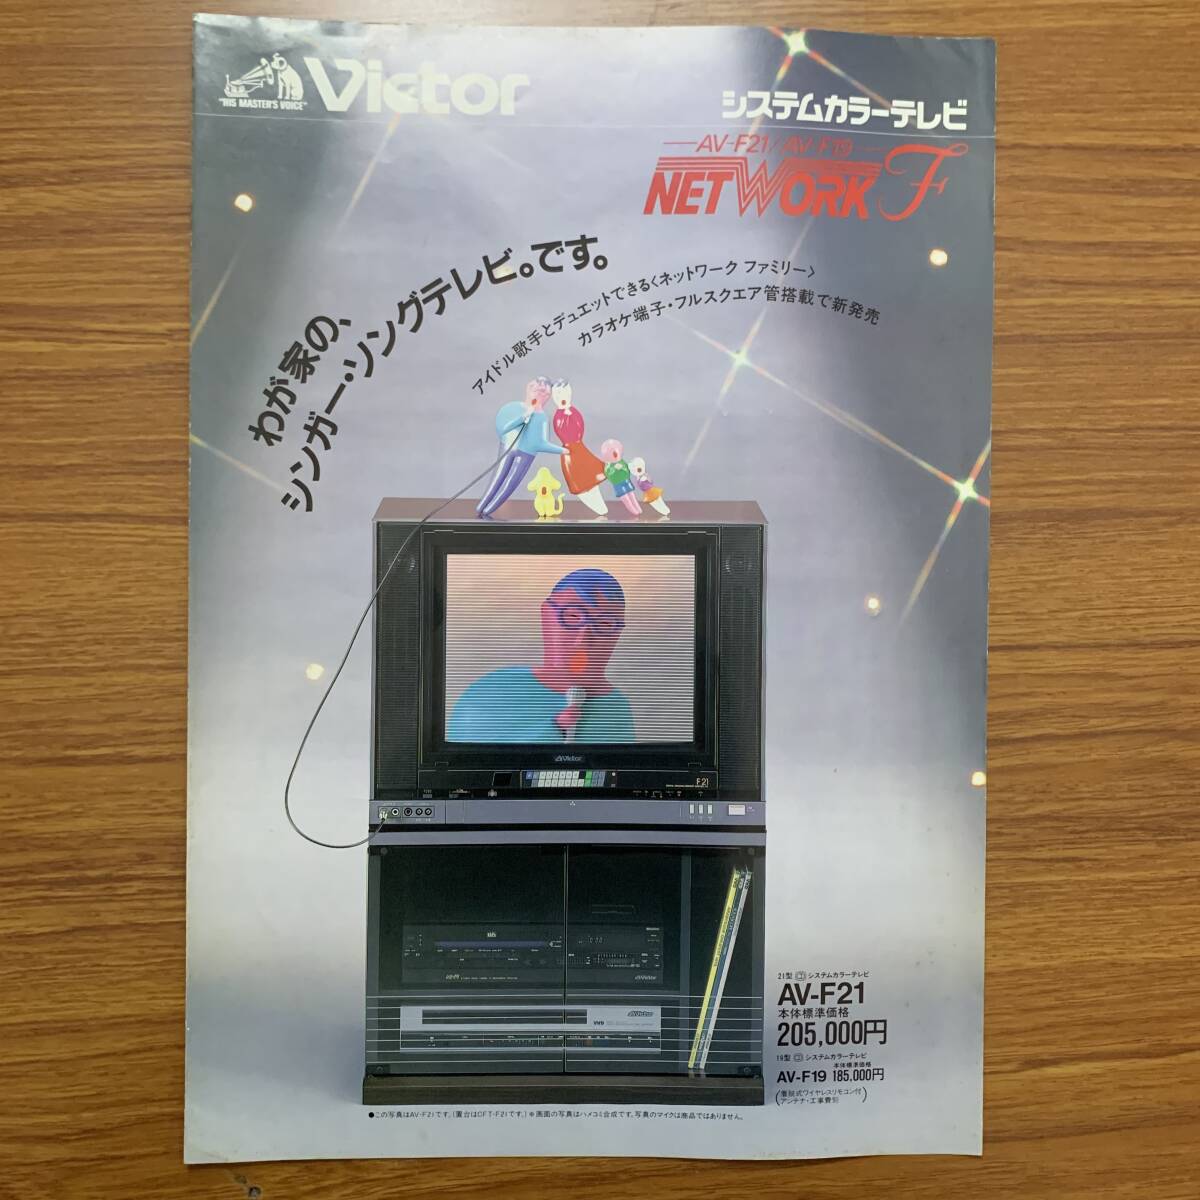 "HIS MASTER'S VOICE"
Victor
システムカラーテレビ
AV-F21/AV-F19
NETWORK F
わが家の、
シンガー・ソングテレビ。です。
アイドル歌手とデュエットできる〈ネットワーク ファミリー〉
カラオケ端子・フルスクエア管搭載で新発売
Victor
F21
VHS
Victor
Victor
VHD
21型 システムカラーテレビ
AV-F21
本体標準価格
205,000円
19型 システムカラーテレビ
本体標準価格
AV-F19 185,000円
(着脱式ワイヤレスリモコン付
アンテナ・工事費別)
●この写真はAV-F21です。(置台はOFT-F21です。)※画面の写真はハメコミ合成です。写真のマイクは商品ではありません。